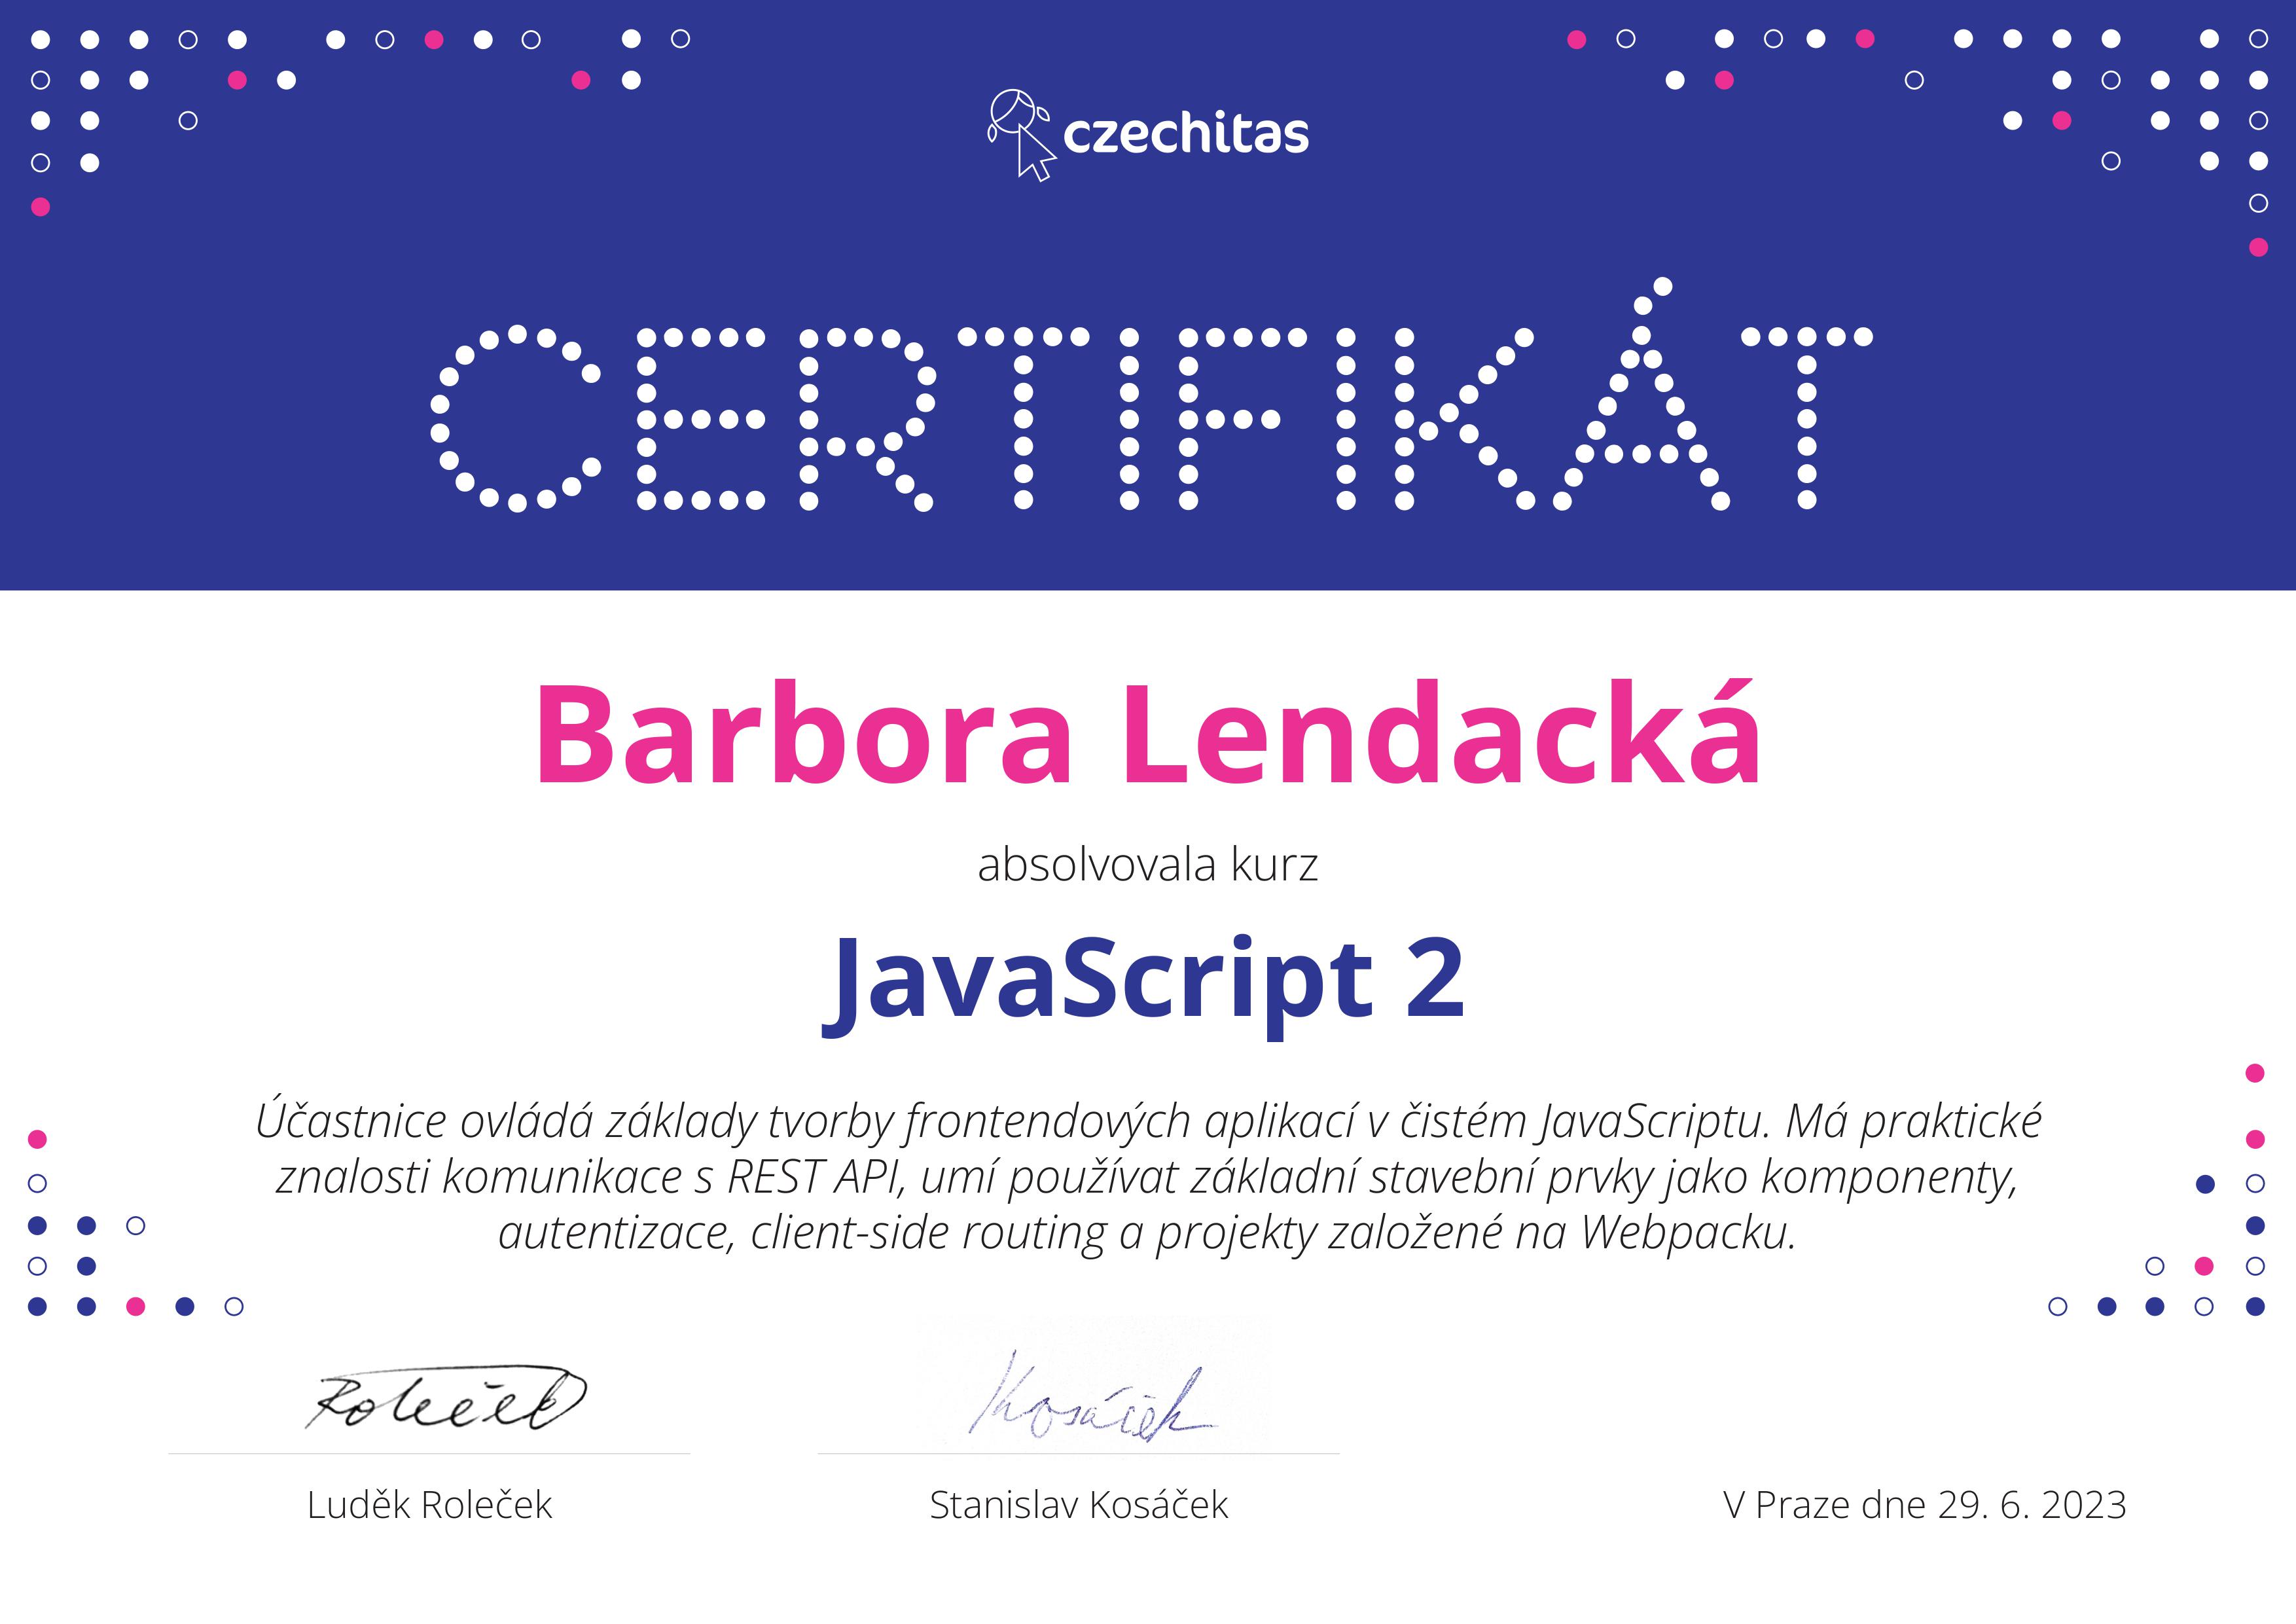 czechitas
CERTIFIKÁT
Barbora Lendacká
absolvovala kurz
JavaScript 2
Účastnice ovládá základy tvorby frontendových aplikací v čistém JavaScriptu. Má praktické
znalosti komunikace s REST API, umí používat základní stavební prvky jako komponenty,
autentizace, client-side routing a projekty založené na Webpacku.
Roleček
Kosáček
Luděk Roleček
Stanislav Kosáček
V Praze dne 29. 6. 2023